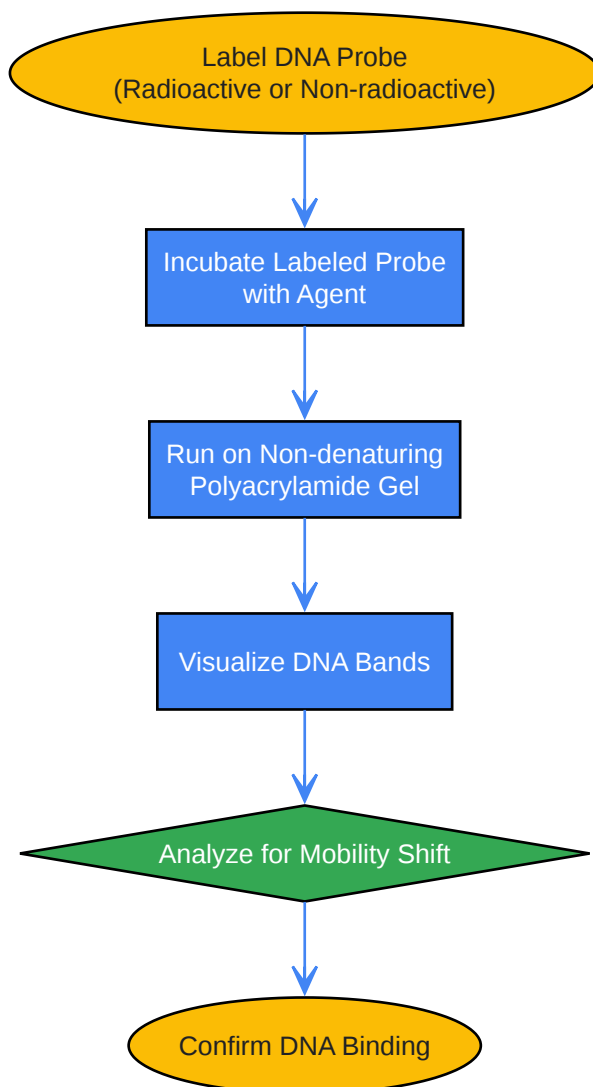 Label DNA Probe
(Radioactive or Non-radioactive)
Incubate Labeled Probe
with Agent
Run on Non-denaturing
Polyacrylamide Gel
Visualize DNA Bands
Analyze for Mobility Shift
Confirm DNA Binding